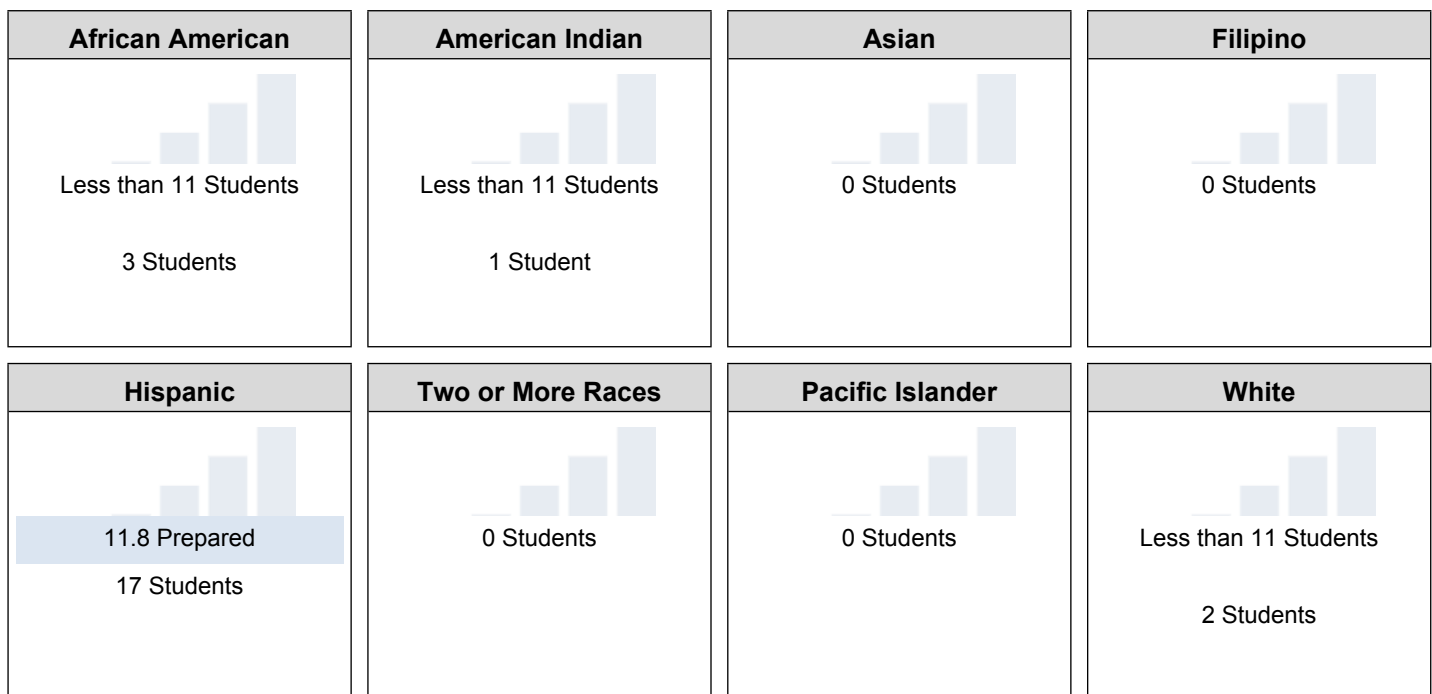 African American
Less than 11 Students
3 Students
American Indian
Less than 11 Students
1 Student
Asian
0 Students
Filipino
0 Students
Hispanic
11.8 Prepared
17 Students
Two or More Races
0 Students
Pacific Islander
0 Students
White
Less than 11 Students
2 Students